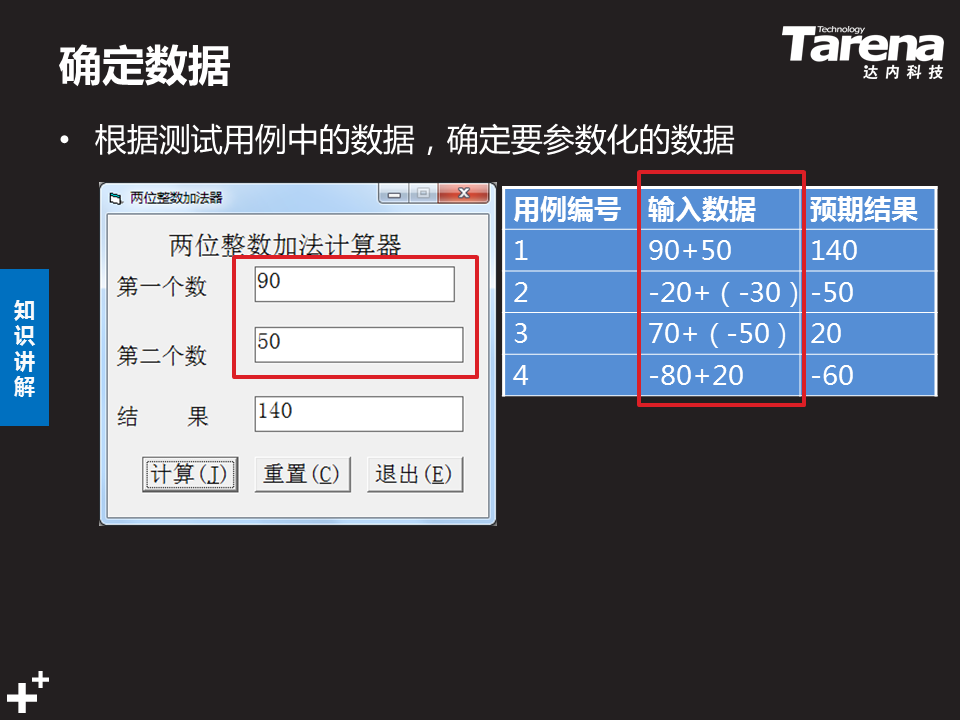 确定数据
Technology
Tarena
达内科技
• 根据测试用例中的数据，确定要参数化的数据
两位整数加法器
两位整数加法计算器
第一个数 90
第二个数 50
结 果 140
计算(J) 重置(C) 退出(E)
用例编号 输入数据 预期结果
1 90+50 140
2 -20+（-30） -50
3 70+（-50） 20
4 -80+20 -60
知识讲解